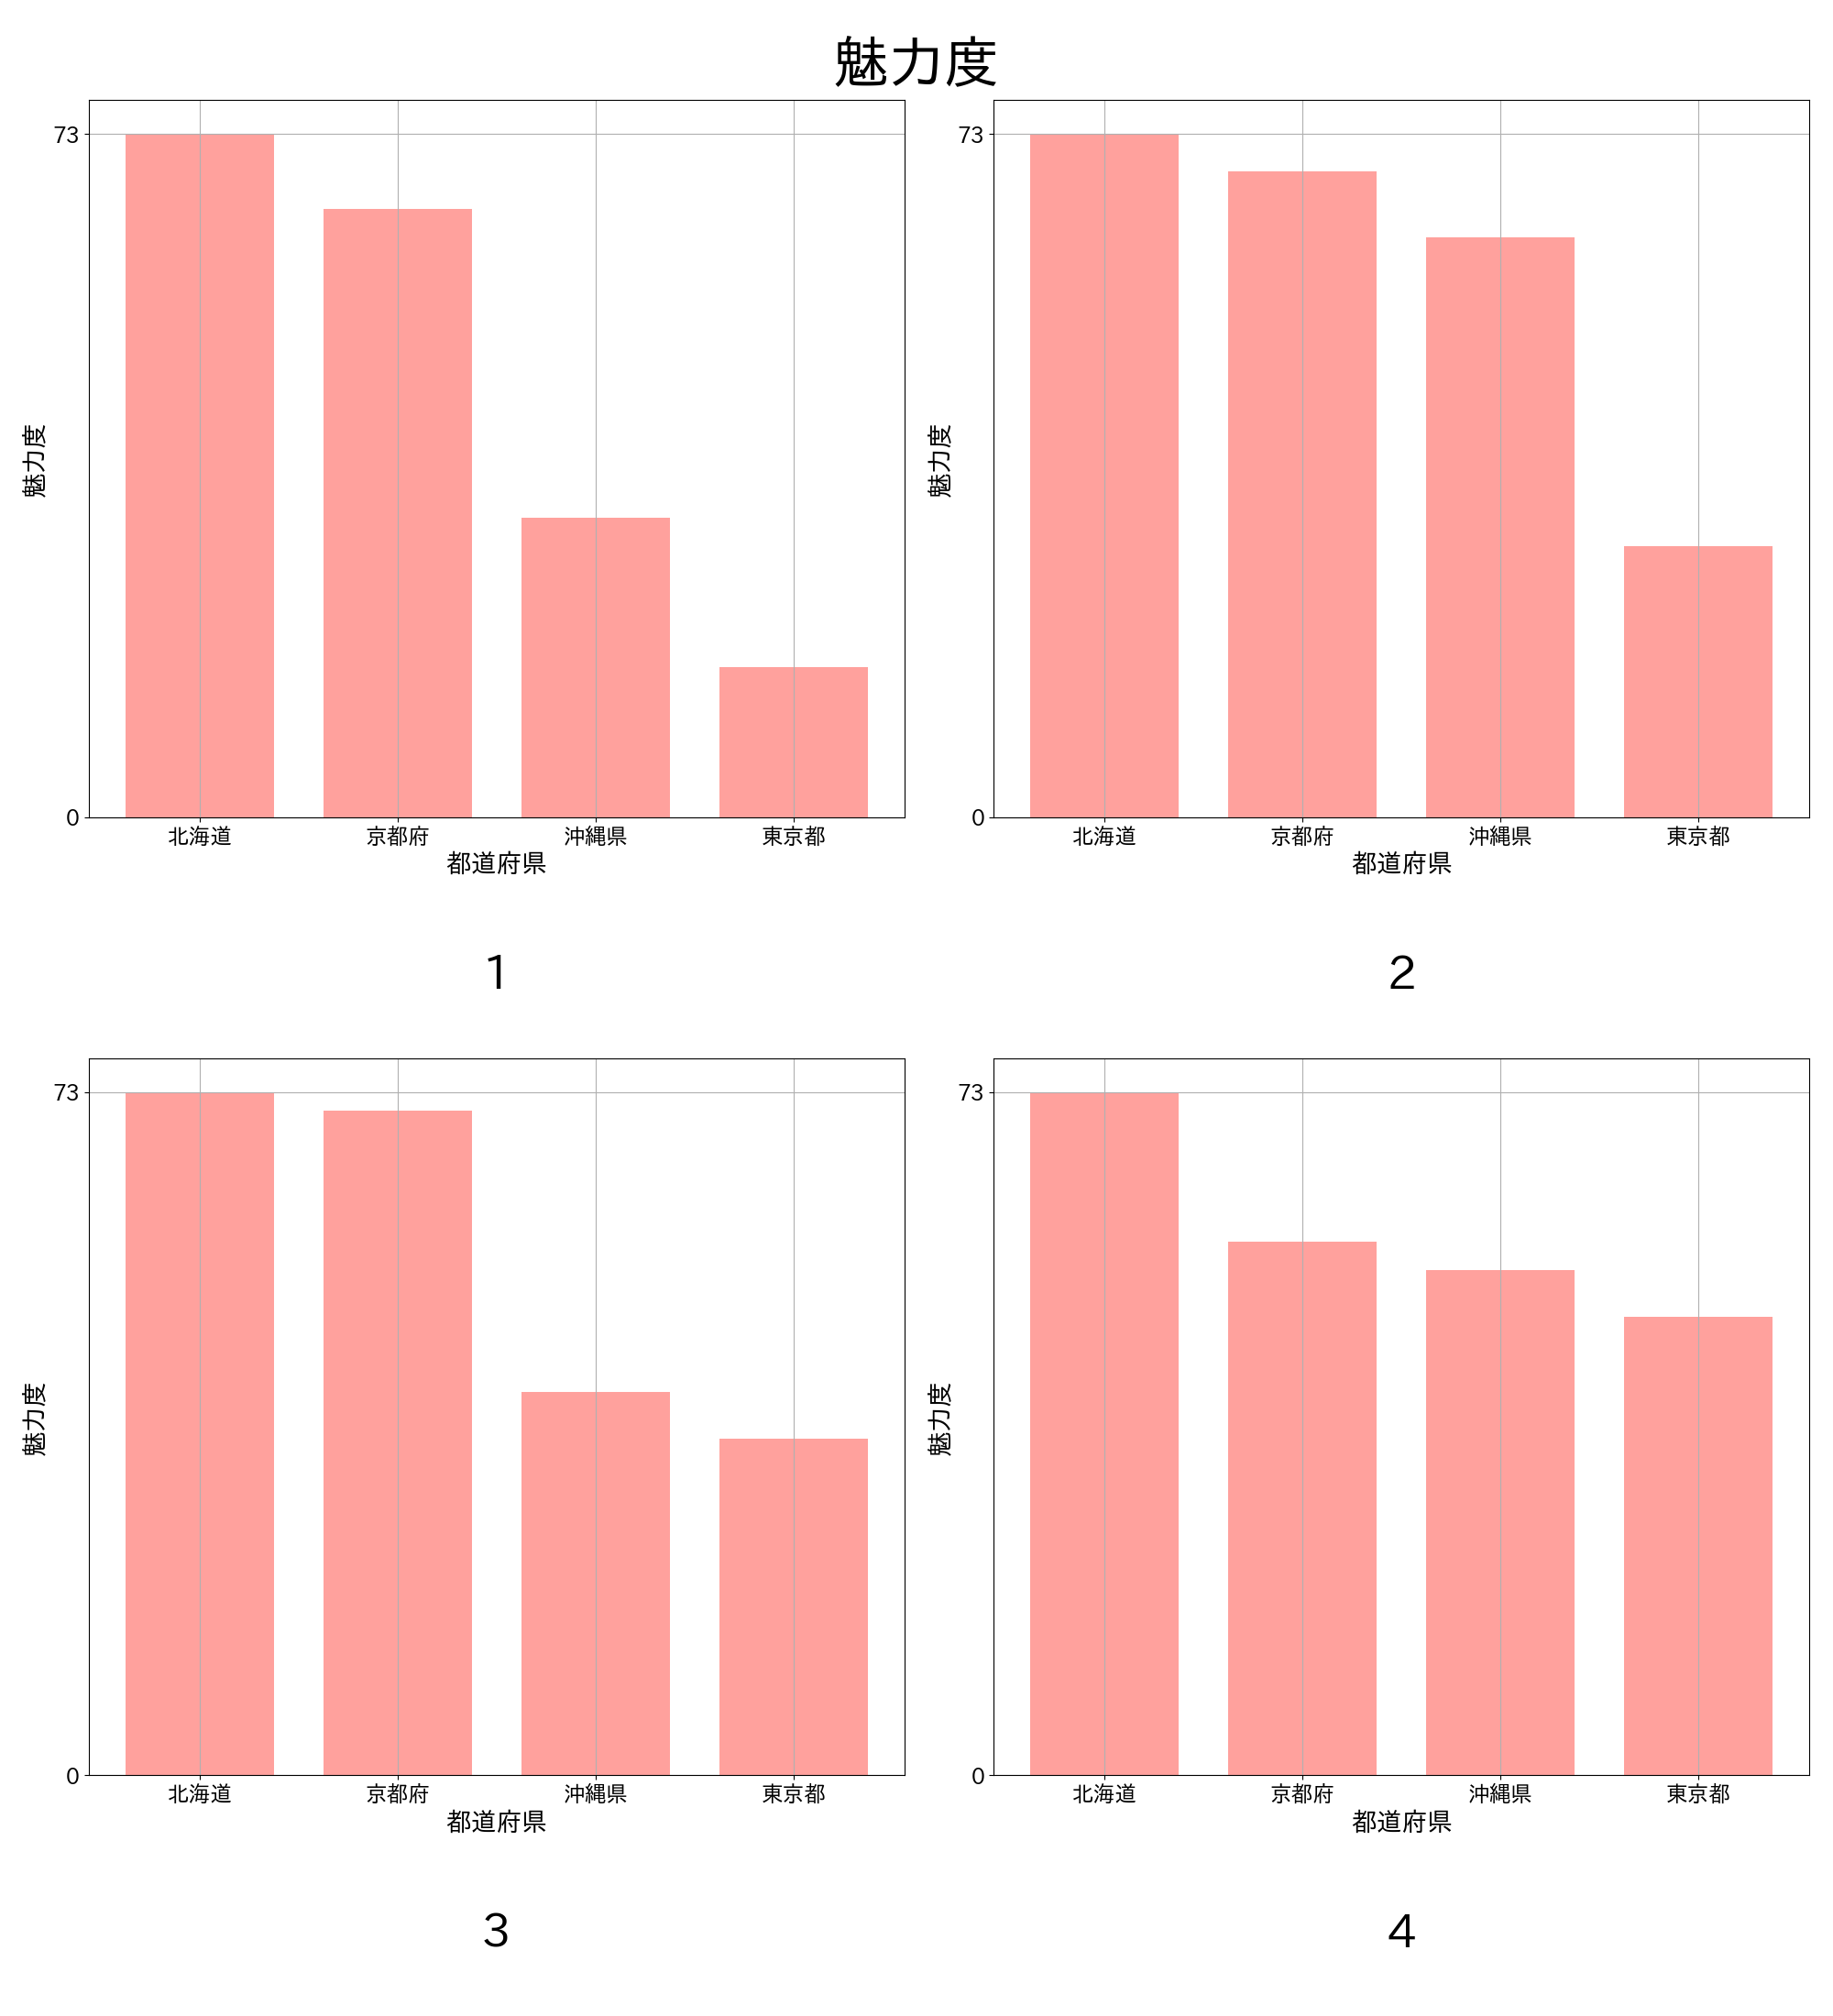 魅力度
73
0
魅力度
北海道 京都府 沖縄県 東京都
都道府県
1
73
0
魅力度
北海道 京都府 沖縄県 東京都
都道府県
2
73
0
魅力度
北海道 京都府 沖縄県 東京都
都道府県
3
73
0
魅力度
北海道 京都府 沖縄県 東京都
都道府県
4